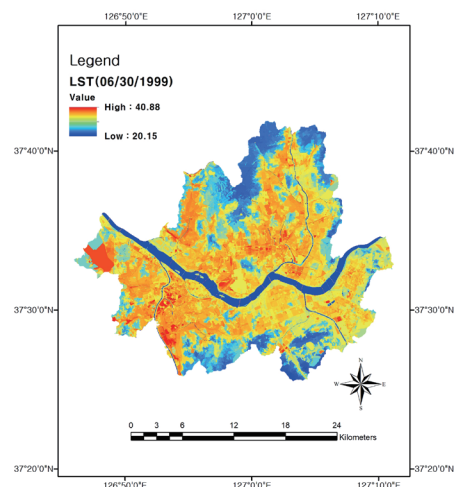 126°50'0"E 127°0'0"E 127°10'0"E
Legend
LST(06/30/1999)
Value
High : 40.88
Low : 20.15
37°40'0"N 37°40'0"N
37°30'0"N 37°30'0"N
N
W E
S
0 3 6 12 18 24
Kilometers
37°20'0"N 37°20'0"N
126°50'0"E 127°0'0"E 127°10'0"E